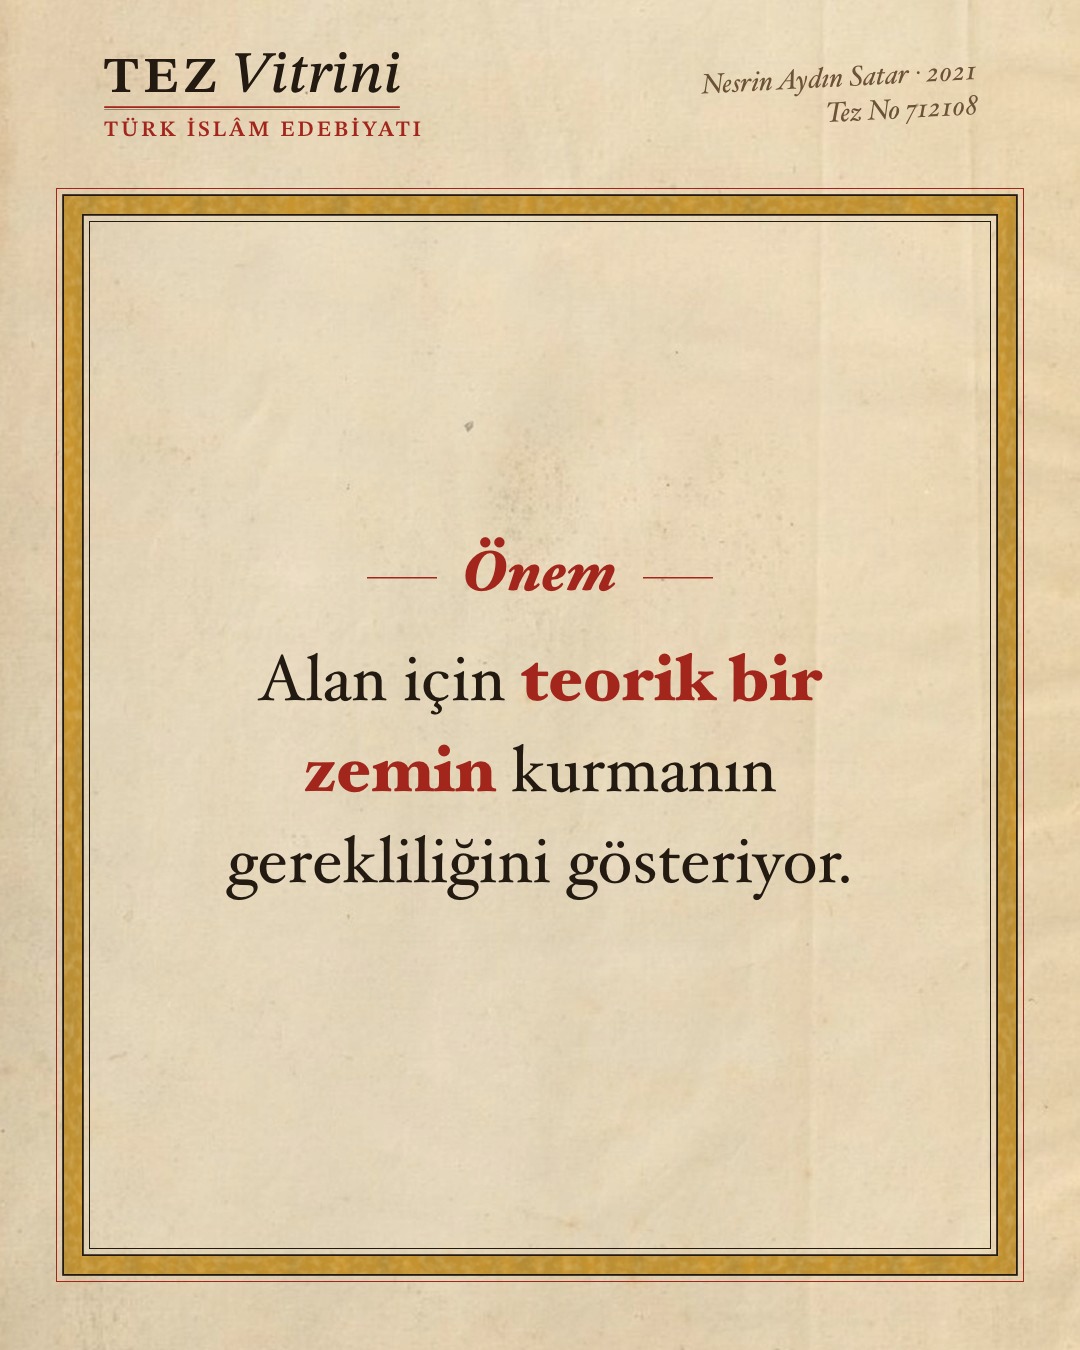 TEZ Vitrini
TÜRK İSLÂM EDEBİYATI
Nesrin Aydın Satar · 2021
Tez No 712108
Önem
Alan için teorik bir
zemin kurmanın
gerekliliğini gösteriyor.